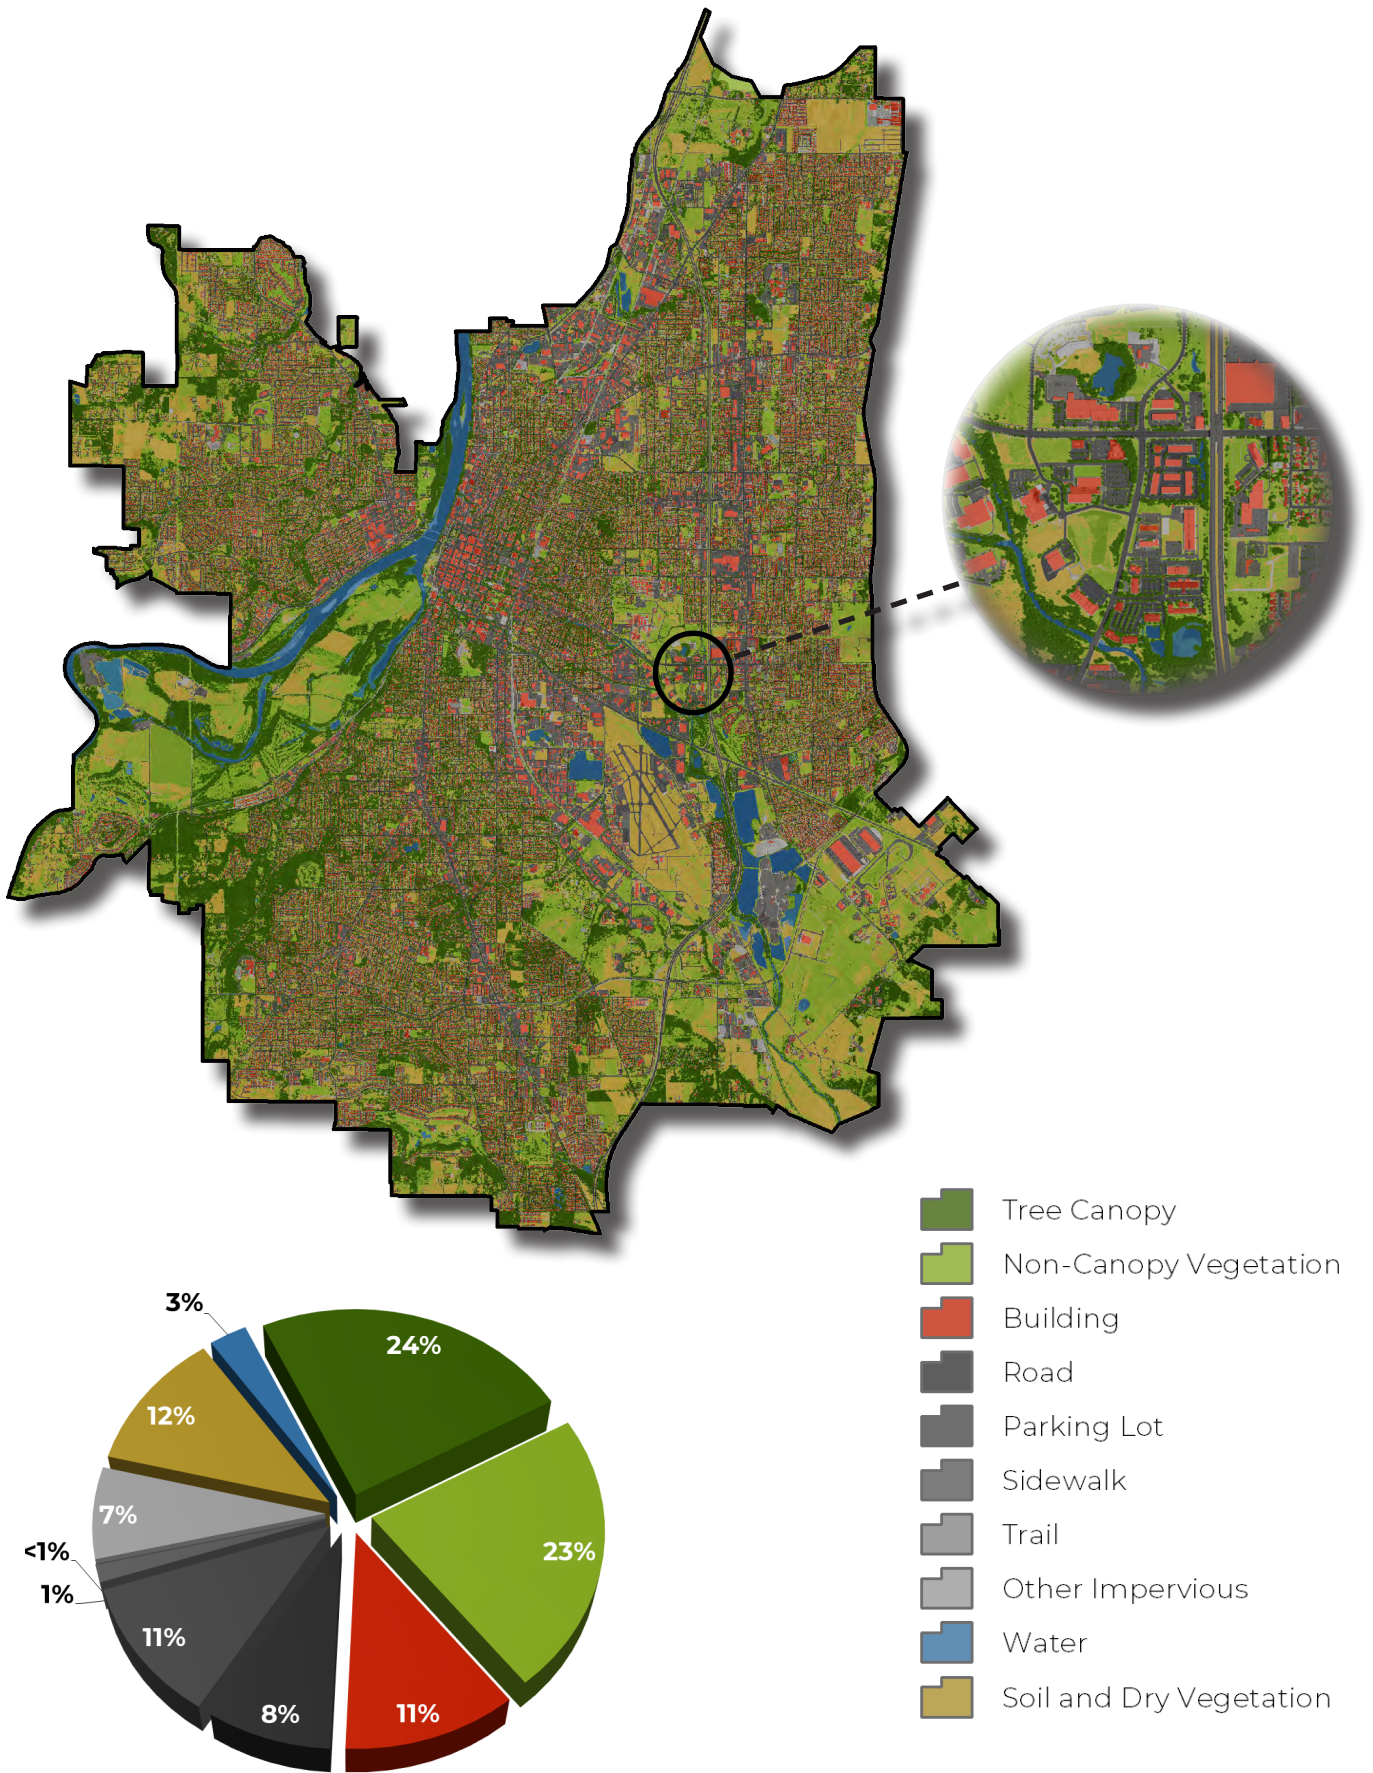 Tree Canopy
Non-Canopy Vegetation
Building
Road
Parking Lot
Sidewalk
Trail
Other Impervious
Water
Soil and Dry Vegetation
3%
24%
12%
7%
<1%
23%
1%
11%
8%
11%